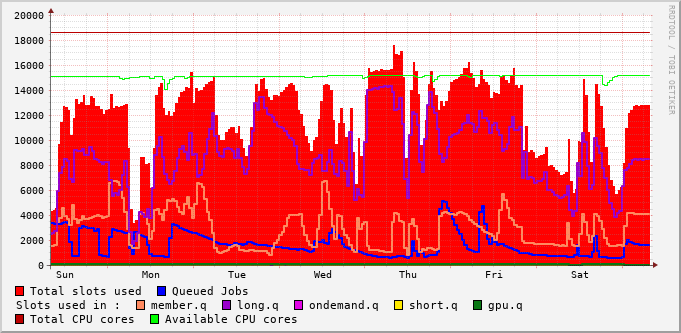 20000
18000
16000
14000
12000
10000
8000
6000
4000
2000
0
Sun Mon Tue Wed Thu Fri Sat
RRDTOOL / TOBI OETIKER
Total slots used Queued Jobs
Slots used in : member.q long.q ondemand.q short.q gpu.q
Total CPU cores Available CPU cores